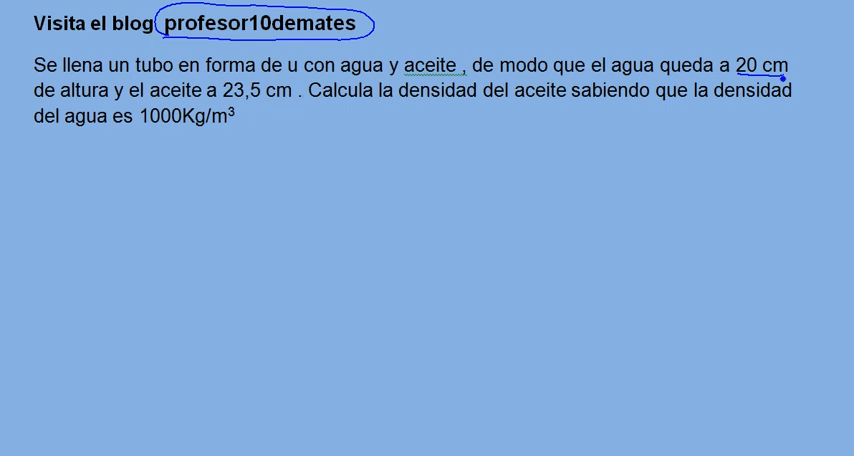 Visita el blog profesor10demates
Se llena un tubo en forma de u con agua y aceite , de modo que el agua queda a 20 cm
de altura y el aceite a 23,5 cm . Calcula la densidad del aceite sabiendo que la densidad
del agua es 1000Kg/m³